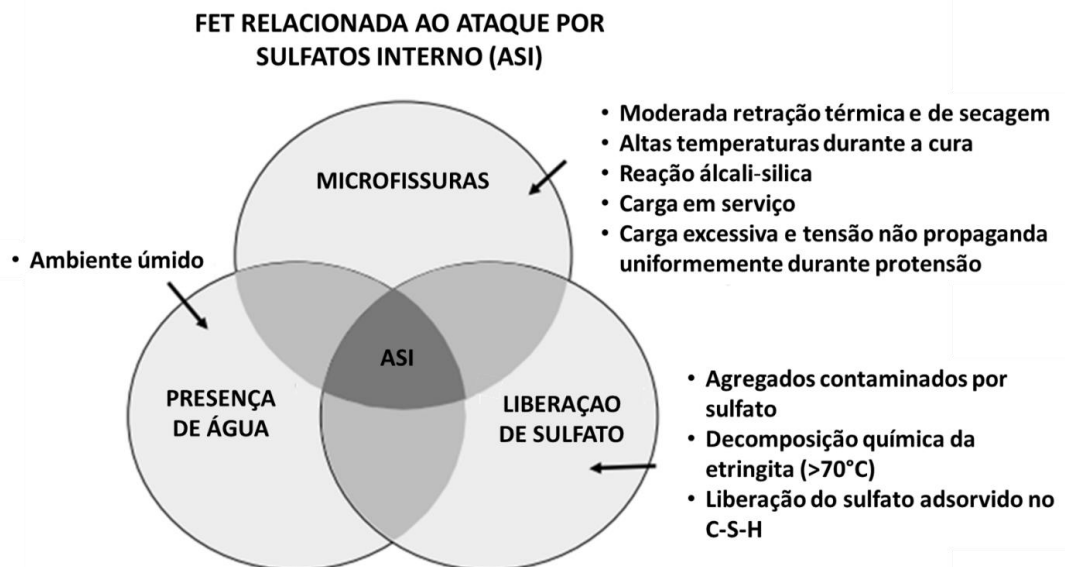 FET RELACIONADA AO ATAQUE POR
SULFATOS INTERNO (ASI)
MICROFISSURAS
• Moderada retração térmica e de secagem
• Altas temperaturas durante a cura
• Reação álcali-silica
• Carga em serviço
• Carga excessiva e tensão não propaganda
uniformemente durante protensão
• Ambiente úmido
ASI
PRESENÇA
DE ÁGUA
LIBERAÇAO
DE SULFATO
• Agregados contaminados por
sulfato
• Decomposição química da
etringita (>70°C)
• Liberação do sulfato adsorvido no
C-S-H